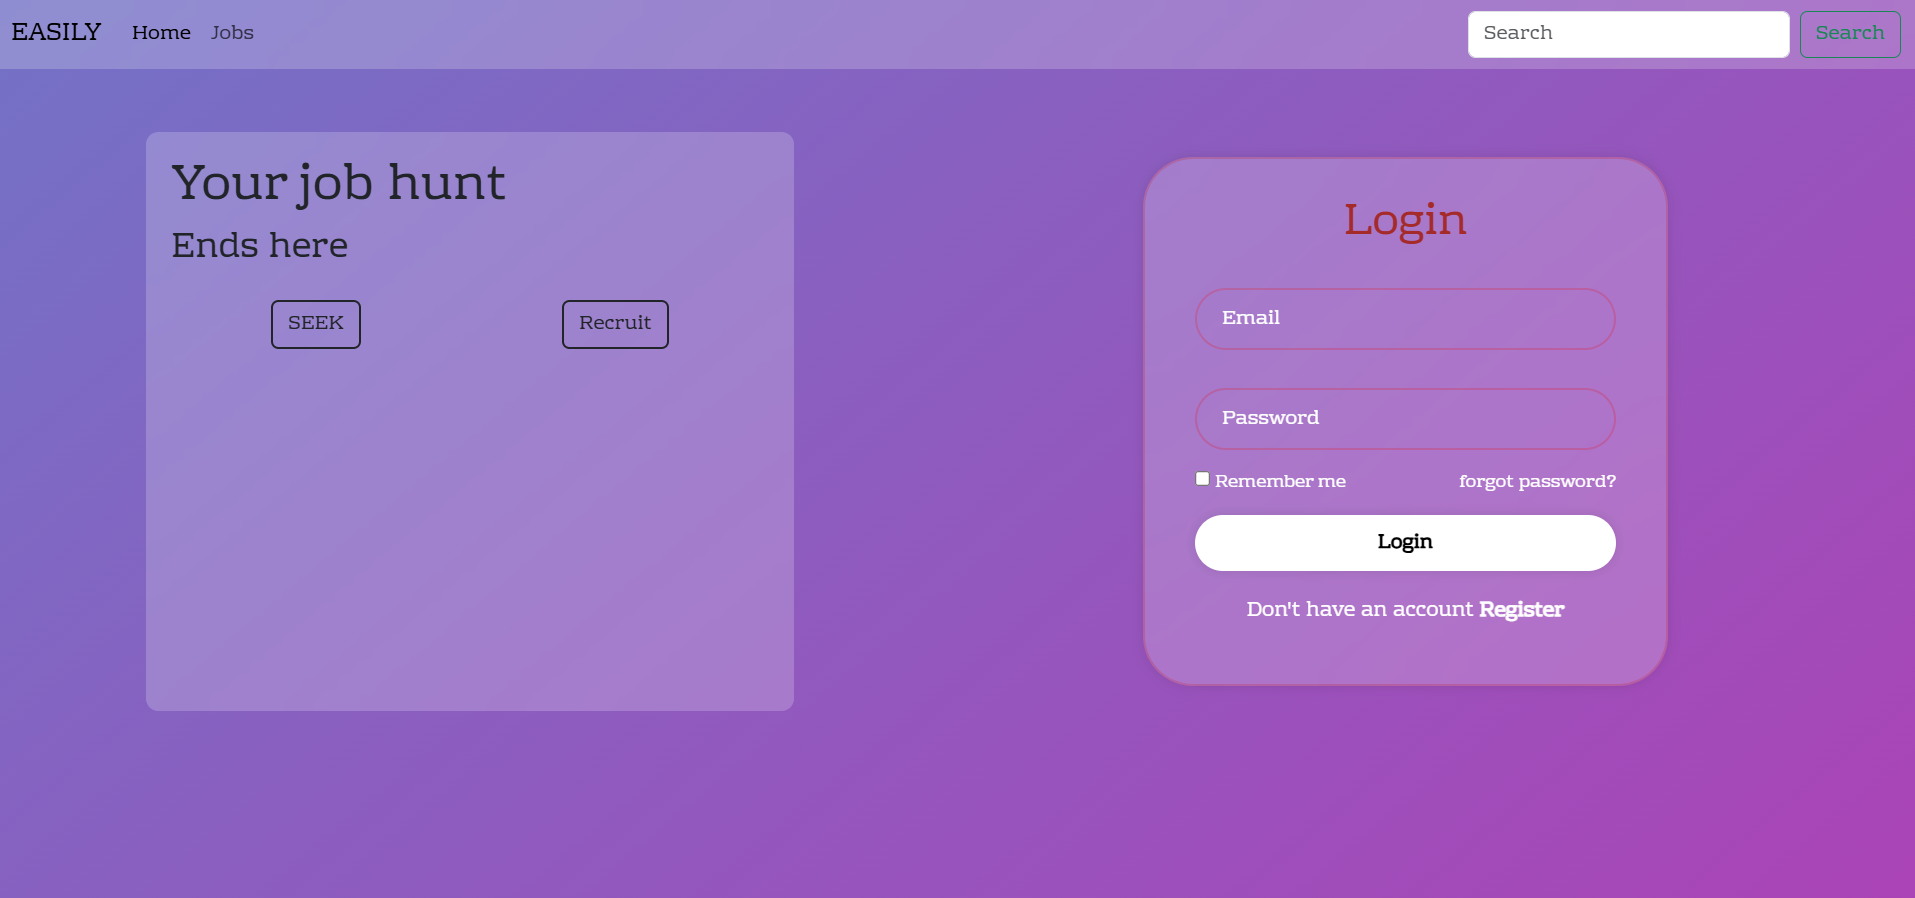 EASILY Home Jobs Search Search
Your job hunt
Ends here
SEEK Recruit
Login
Email
Password
Remember me forgot password?
Login
Don't have an account Register